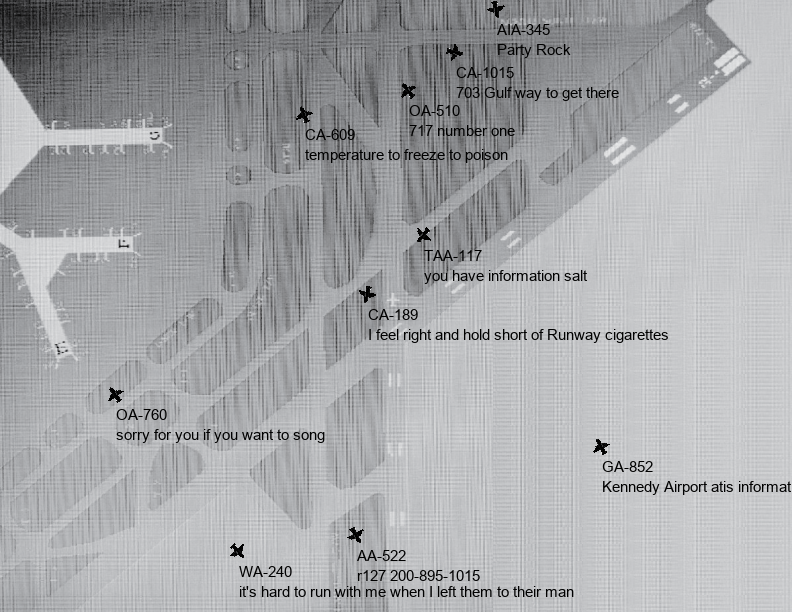 AIA-345
Party Rock
CA-1015
703 Gulf way to get there
OA-510
717 number one
CA-609
temperature to freeze to poison
TAA-117
you have information salt
CA-189
I feel right and hold short of Runway cigarettes
OA-760
sorry for you if you want to song
GA-852
Kennedy Airport atis informat
AA-522
r127 200-895-1015
WA-240
it's hard to run with me when I left them to their man